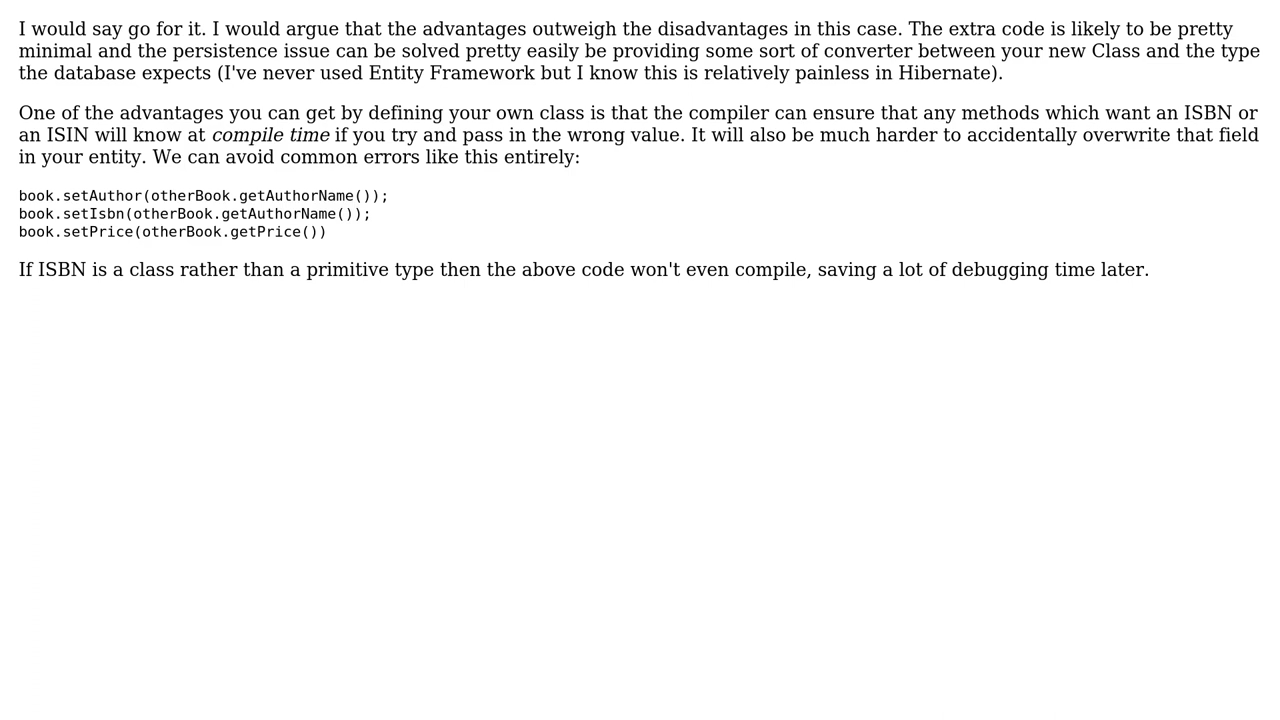 I would say go for it. I would argue that the advantages outweigh the disadvantages in this case. The extra code is likely to be pretty
minimal and the persistence issue can be solved pretty easily be providing some sort of converter between your new Class and the type
the database expects (I've never used Entity Framework but I know this is relatively painless in Hibernate).
One of the advantages you can get by defining your own class is that the compiler can ensure that any methods which want an ISBN or
an ISIN will know at compile time if you try and pass in the wrong value. It will also be much harder to accidentally overwrite that field
in your entity. We can avoid common errors like this entirely:
book.setAuthor(otherBook.getAuthorName());
book.setIsbn(otherBook.getAuthorName());
book.setPrice(otherBook.getPrice())
If ISBN is a class rather than a primitive type then the above code won't even compile, saving a lot of debugging time later.